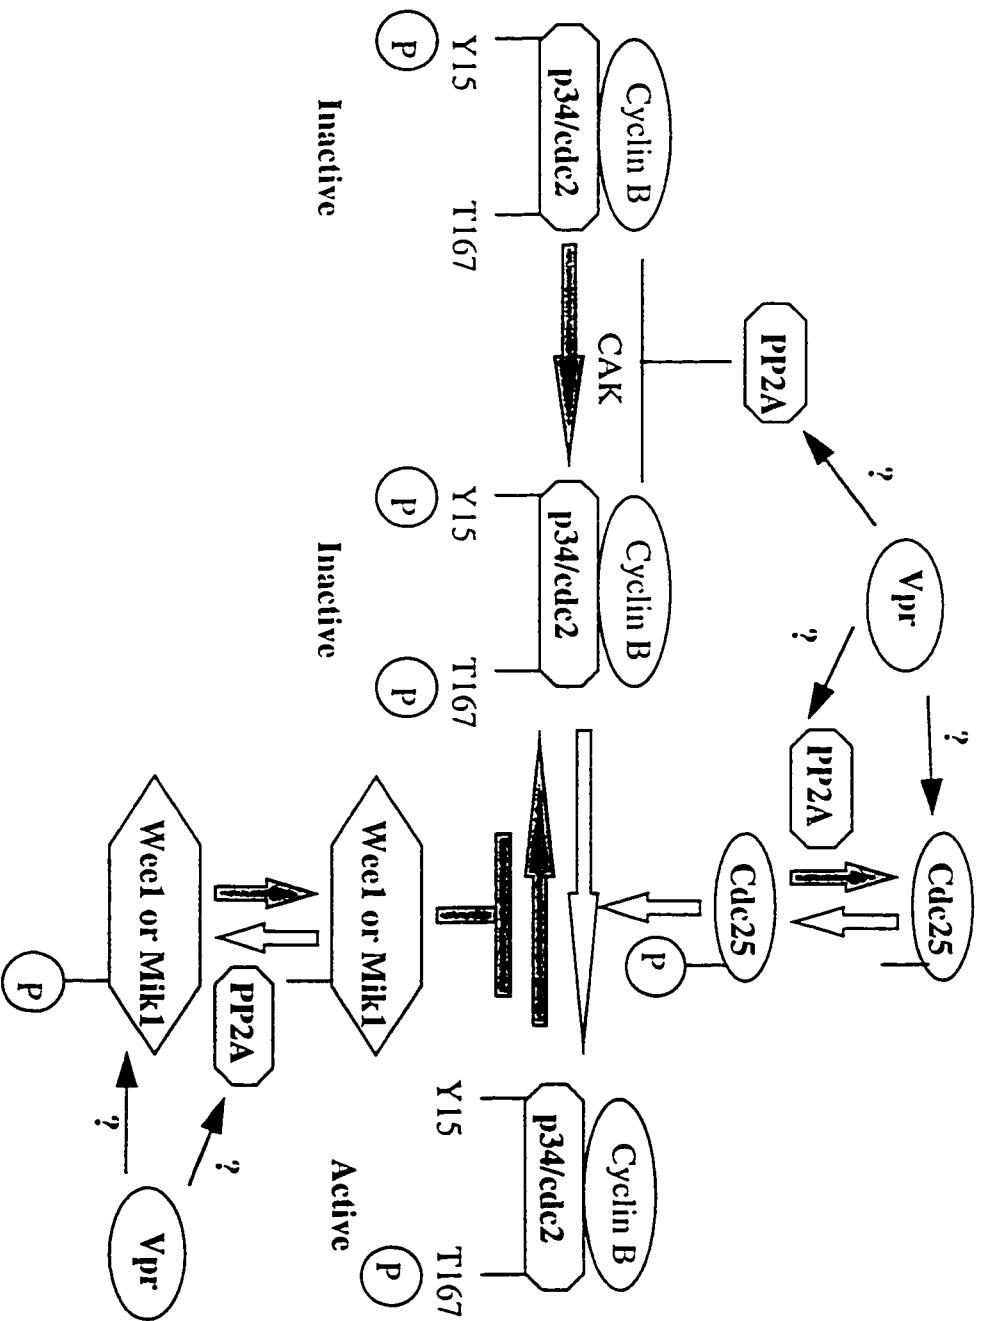 ?
Cdc25
Vpr
?
PP2A
?
PP2A
Cdc25
P
Cyclin B Cyclin B Cyclin B
CAK
p34/cdc2 p34/cdc2 p34/cdc2
Y15 T167 Y15 T167 Y15 T167
P P P P
Wee1 or Mik1
Inactive Inactive Active
PP2A
?
Wee1 or Mik1
Vpr
?
P